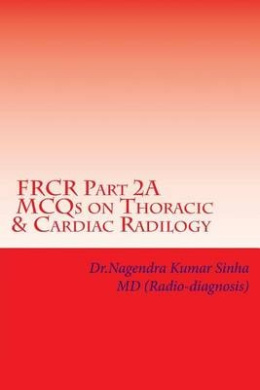 FRCR Part 2A
MCQs on Thoracic
& Cardiac Radilogy
Dr.Nagendra Kumar Sinha
MD (Radio-diagnosis)